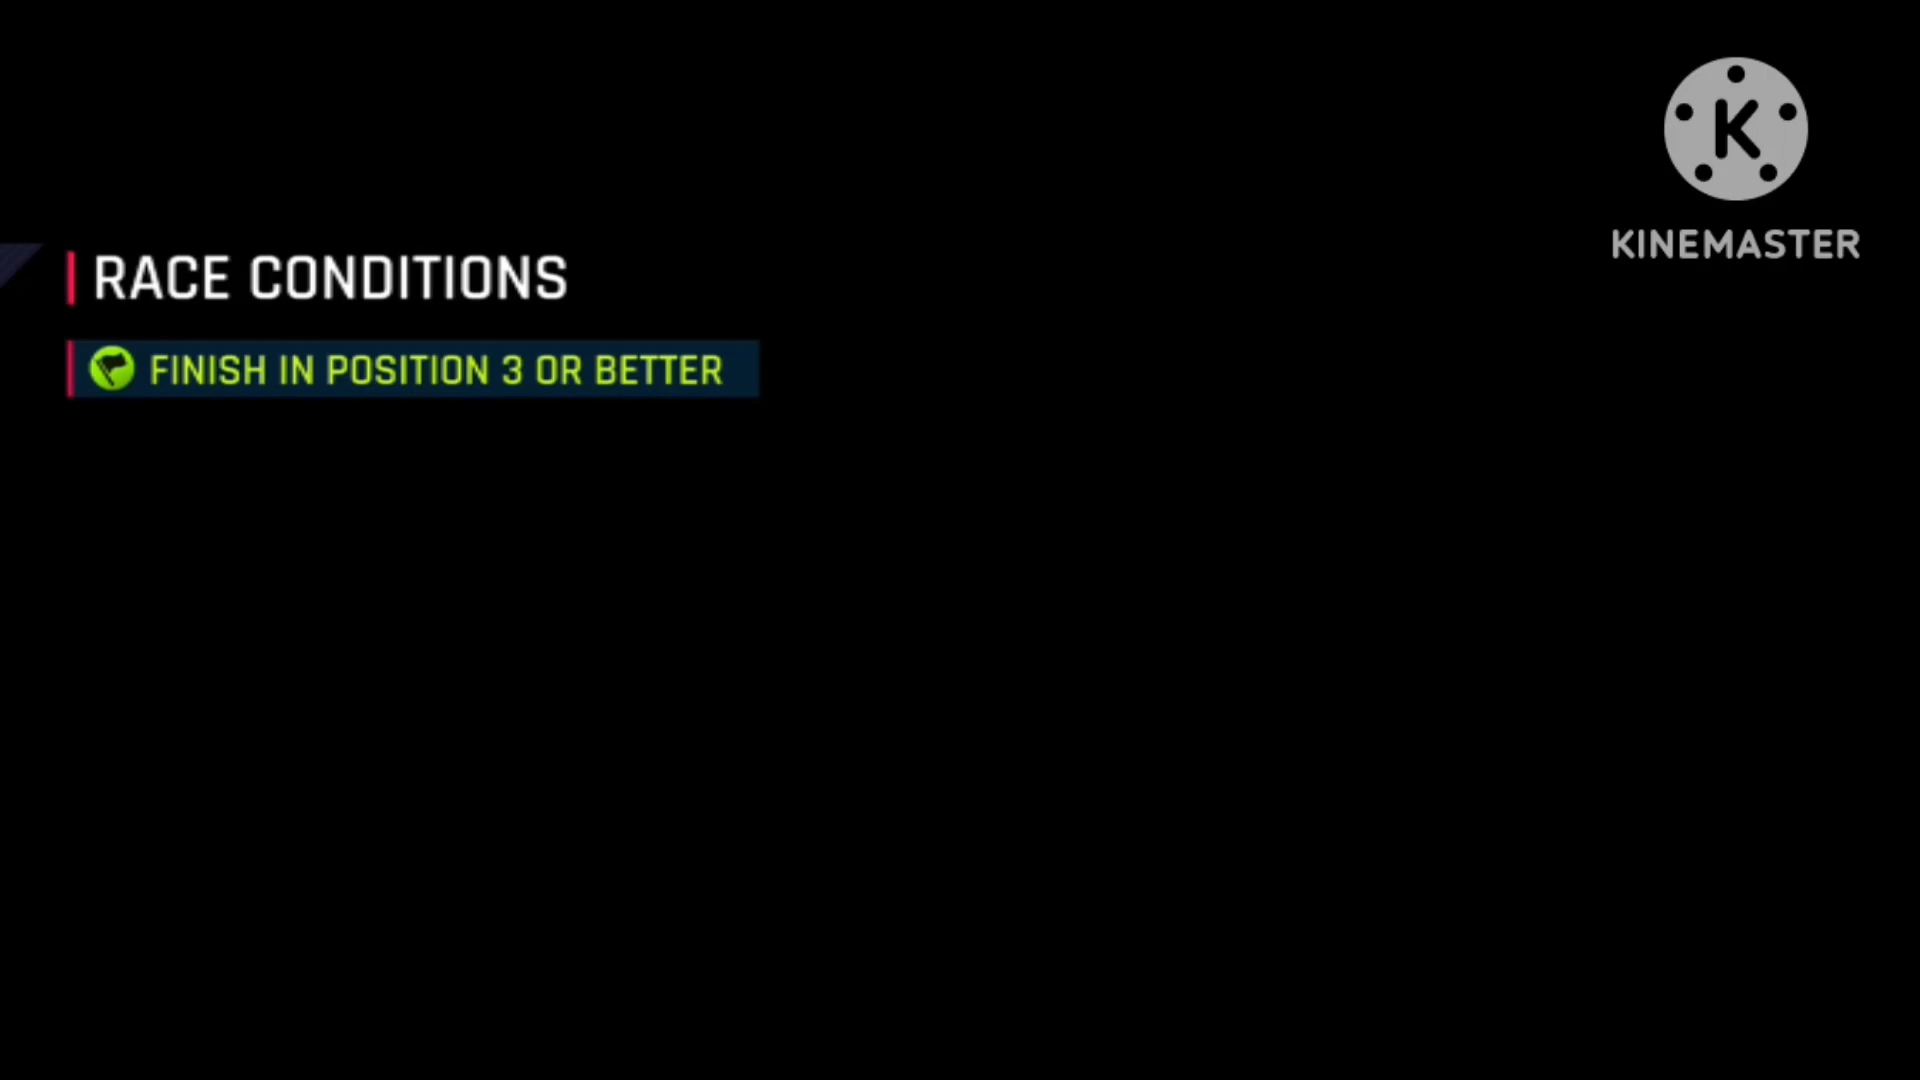 K
KINEMASTER
RACE CONDITIONS
FINISH IN POSITION 3 OR BETTER